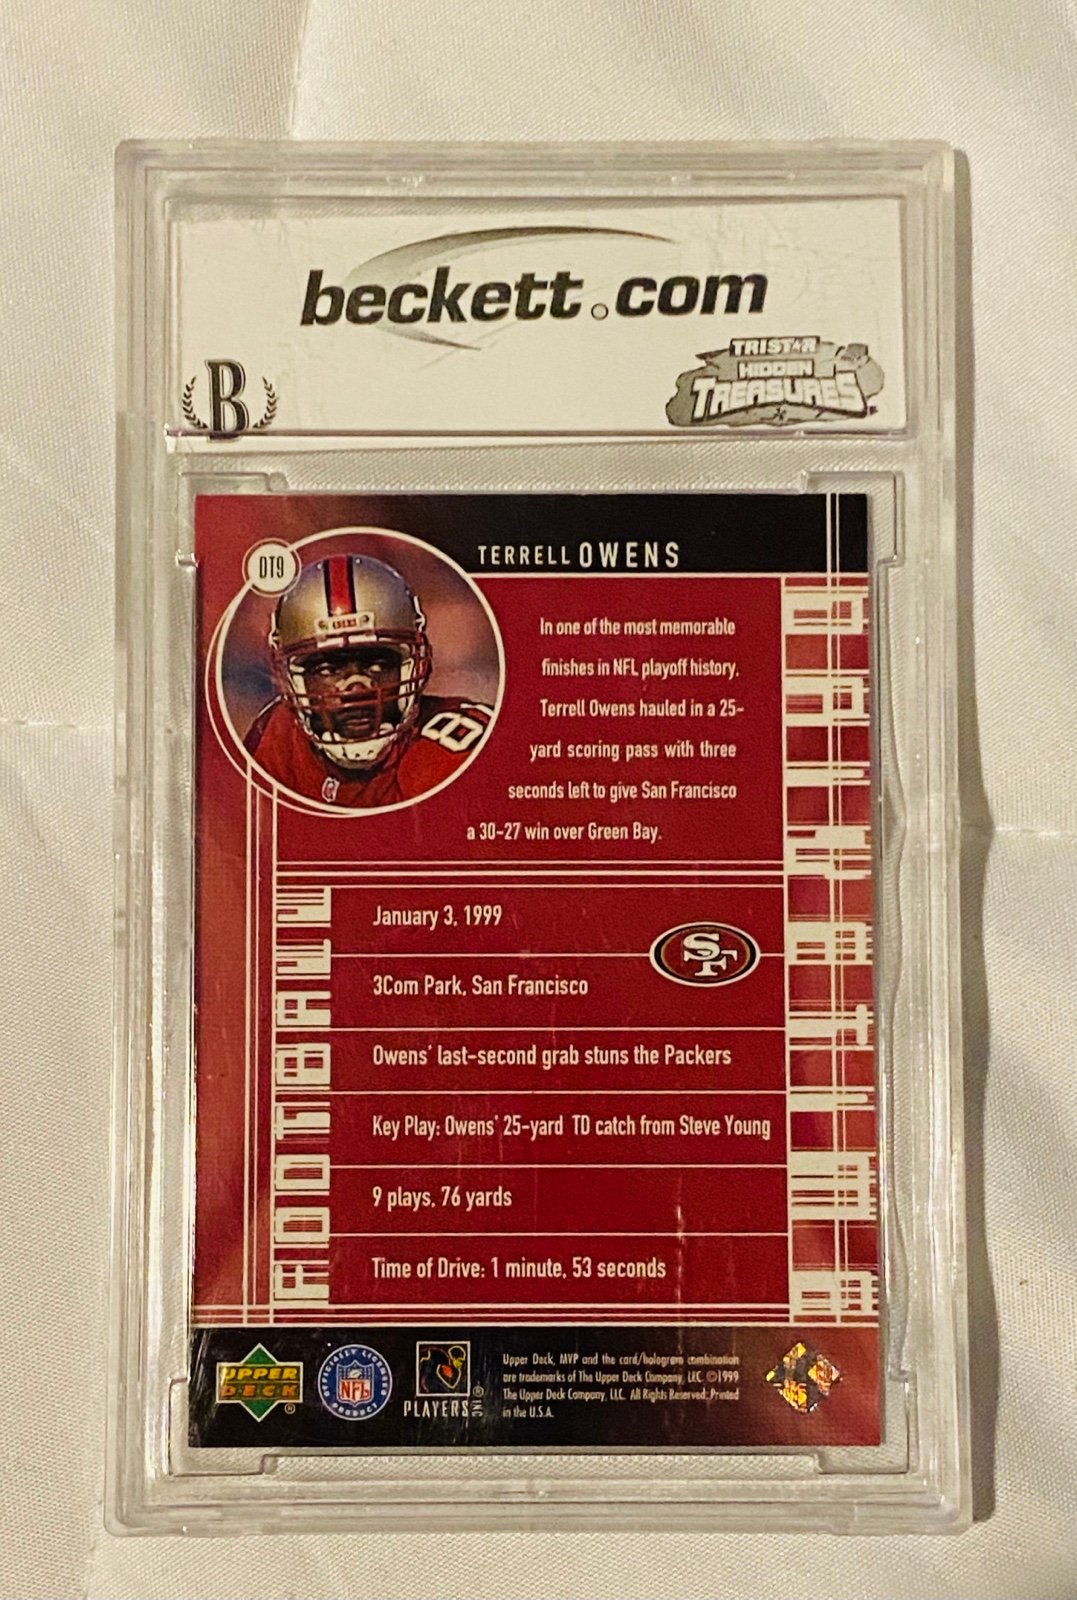 beckett.com
B
TRISTAR
HIDDEN
TREASURES
DT9
TERRELL OWENS
49ERS
81
In one of the most memorable
finishes in NFL playoff history,
Terrell Owens hauled in a 25-
yard scoring pass with three
seconds left to give San Francisco
a 30-27 win over Green Bay.
January 3, 1999
SF
3Com Park, San Francisco
Owens' last-second grab stuns the Packers
Key Play: Owens' 25-yard TD catch from Steve Young
9 plays, 76 yards
Time of Drive: 1 minute, 53 seconds
FOOTBALL
UPPER
DECK
®
OFFICIALLY LICENSED
NFL
PRODUCT
PLAYERS INC ®
Upper Deck, MVP and the card/hologram combination
are trademarks of The Upper Deck Company, LLC. ©1999
The Upper Deck Company, LLC. All Rights Reserved. Printed
in the U.S.A.